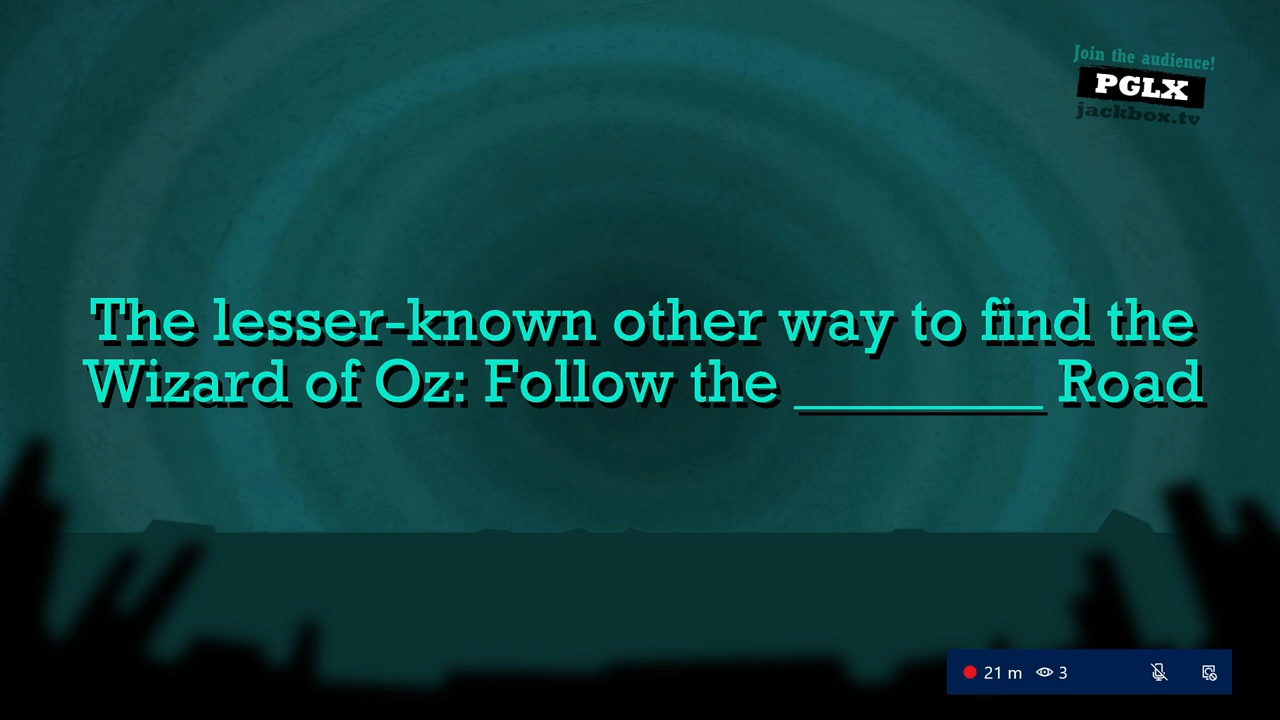 Join the audience!
PGLX
jackbox.tv
The lesser-known other way to find the
Wizard of Oz: Follow the _________ Road
21 m 3